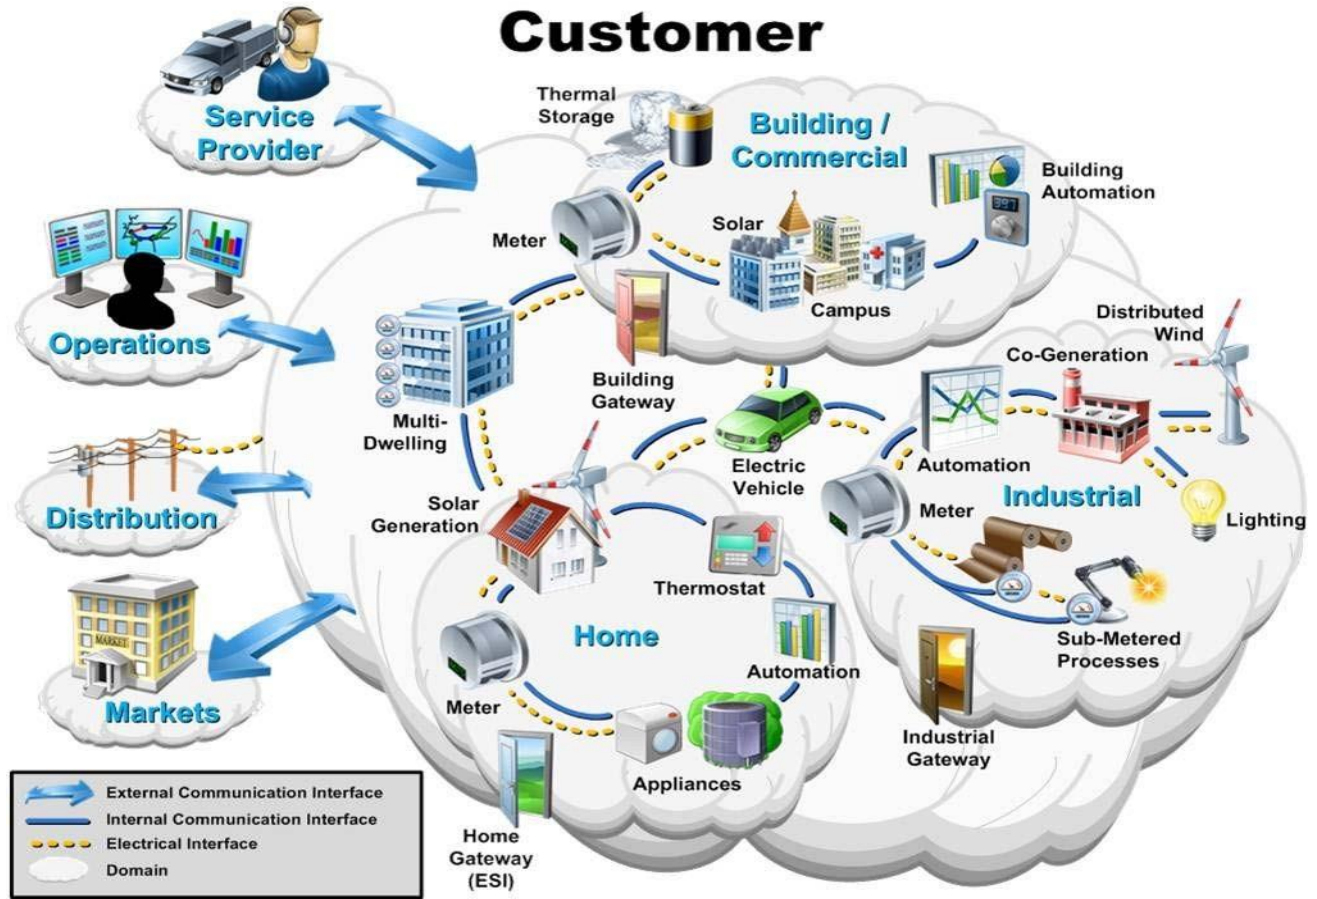 Customer
Service
Provider
Thermal
Storage
Building /
Commercial
Building
Automation
Meter
Solar
Campus
Operations
Multi-
Dwelling
Building
Gateway
Distributed
Wind
Co-Generation
Electric
Vehicle
Automation
Industrial
Meter
Lighting
Distribution
Solar
Generation
Thermostat
Home
Sub-Metered
Processes
MARKET
Markets
Automation
Meter
Appliances
Industrial
Gateway
Home
Gateway
(ESI)
External Communication Interface
Internal Communication Interface
Electrical Interface
Domain